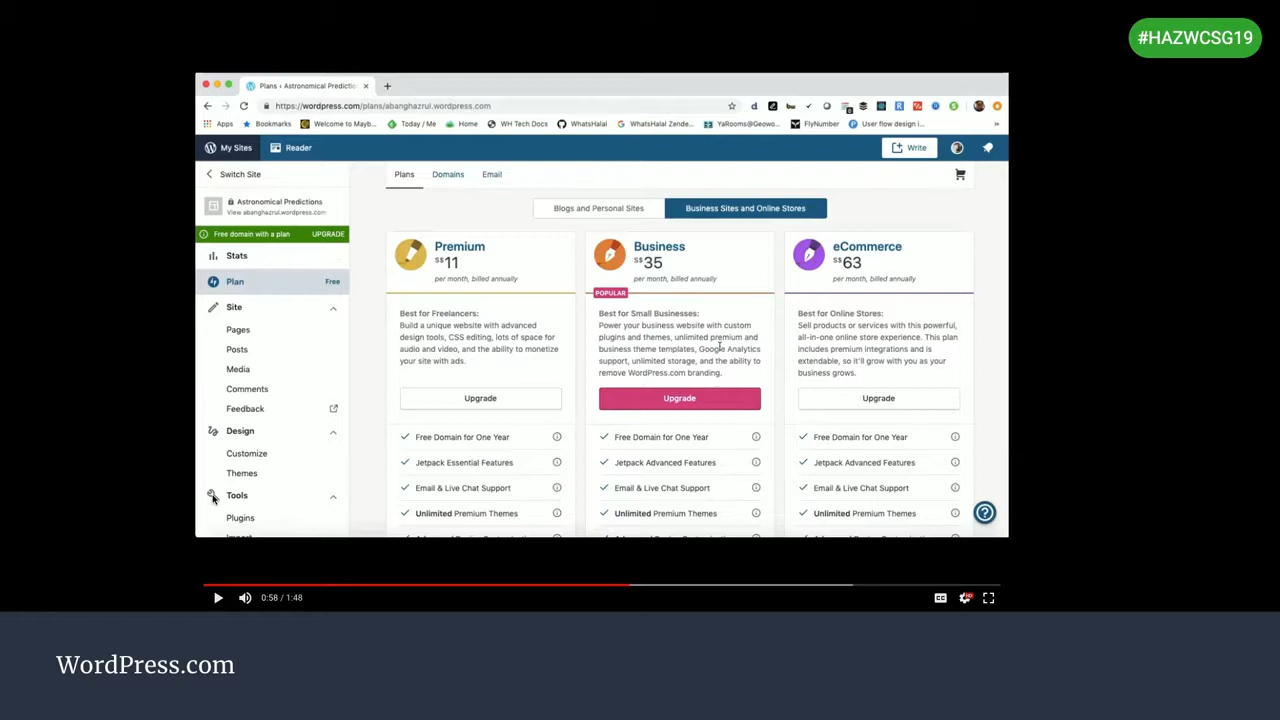 #HAZWCSG19
Plans ‹ Astronomical Predictio
https://wordpress.com/plans/abanghazrul.wordpress.com
Apps
Bookmarks
Welcome to Mayb...
Today / Me
Home
WH Tech Docs
WhatsHalal
WhatsHalal Zende...
YaRooms@Geowo...
FlyNumber
User flow design i...
»
My Sites
Reader
Write
Switch Site
Astronomical Predictions
View abanghazrul.wordpress.com
Free domain with a plan UPGRADE
Stats
Plan Free
Site
Pages
Posts
Media
Comments
Feedback
Design
Customize
Themes
Tools
Plugins
Plans Domains Email
Blogs and Personal Sites
Business Sites and Online Stores
Premium
S$11
per month, billed annually
Best for Freelancers:
Build a unique website with advanced
design tools, CSS editing, lots of space for
audio and video, and the ability to monetize
your site with ads.
Upgrade
Free Domain for One Year
Jetpack Essential Features
Email & Live Chat Support
Unlimited Premium Themes
Business
S$35
per month, billed annually
POPULAR
Best for Small Businesses:
Power your business website with custom
plugins and themes, unlimited premium and
business theme templates, Google Analytics
support, unlimited storage, and the ability to
remove WordPress.com branding.
Upgrade
Free Domain for One Year
Jetpack Advanced Features
Email & Live Chat Support
Unlimited Premium Themes
eCommerce
S$63
per month, billed annually
Best for Online Stores:
Sell products or services with this powerful,
all-in-one online store experience. This plan
includes premium integrations and is
extendable, so it'll grow with you as your
business grows.
Upgrade
Free Domain for One Year
Jetpack Advanced Features
Email & Live Chat Support
Unlimited Premium Themes
0:58 / 1:48
CC
HD
WordPress.com